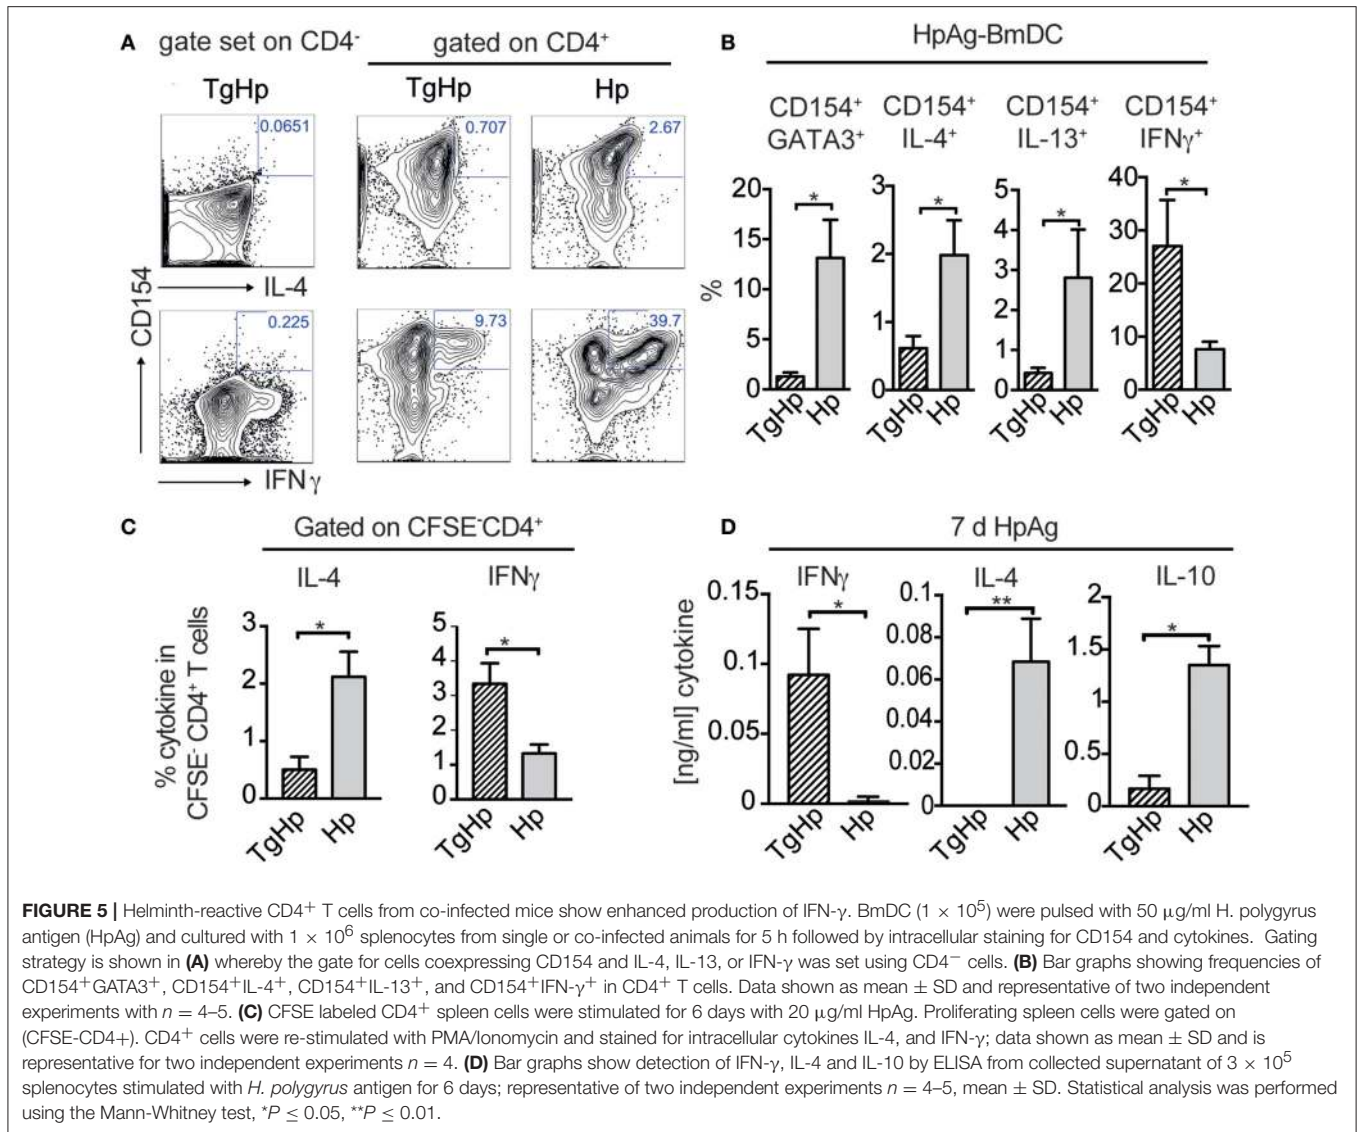 A
gate set on CD4-
gated on CD4+
TgHp
TgHp
Hp
0.0651
0.707
2.67
IL-4
CD154
0.225
9.73
39.7
IFNγ
B
HpAg-BmDC
CD154+
GATA3+
CD154+
IL-4+
CD154+
IL-13+
CD154+
IFNγ+
%
20
15
10
5
0
*
TgHp
Hp
3
2
1
0
*
TgHp
Hp
5
4
3
2
1
0
*
TgHp
Hp
40
30
20
10
0
*
TgHp
Hp
C
Gated on CFSE-CD4+
% cytokine in
CFSE- CD4+ T cells
IL-4
3
2
1
0
*
TgHp
Hp
IFNγ
5
4
3
2
1
0
*
TgHp
Hp
D
7 d HpAg
[ng/ml] cytokine
IFNγ
0.15
0.1
0.05
0
*
TgHp
Hp
IL-4
0.1
0.08
0.06
0.04
0.02
0
**
TgHp
Hp
IL-10
2
1.5
1
0.5
0
*
TgHp
Hp
FIGURE 5 | Helminth-reactive CD4+ T cells from co-infected mice show enhanced production of IFN-γ. BmDC (1 × 10⁵) were pulsed with 50 μg/ml H. polygyrus
antigen (HpAg) and cultured with 1 × 10⁶ splenocytes from single or co-infected animals for 5 h followed by intracellular staining for CD154 and cytokines. Gating
strategy is shown in (A) whereby the gate for cells coexpressing CD154 and IL-4, IL-13, or IFN-γ was set using CD4− cells. (B) Bar graphs showing frequencies of
CD154+GATA3+, CD154+IL-4+, CD154+IL-13+, and CD154+IFN-γ+ in CD4+ T cells. Data shown as mean ± SD and representative of two independent
experiments with n = 4–5. (C) CFSE labeled CD4+ spleen cells were stimulated for 6 days with 20 μg/ml HpAg. Proliferating spleen cells were gated on
(CFSE-CD4+). CD4+ cells were re-stimulated with PMA/Ionomycin and stained for intracellular cytokines IL-4, and IFN-γ; data shown as mean ± SD and is
representative for two independent experiments n = 4. (D) Bar graphs show detection of IFN-γ, IL-4 and IL-10 by ELISA from collected supernatant of 3 × 10⁵
splenocytes stimulated with H. polygyrus antigen for 6 days; representative of two independent experiments n = 4–5, mean ± SD. Statistical analysis was performed
using the Mann-Whitney test, *P ≤ 0.05, **P ≤ 0.01.